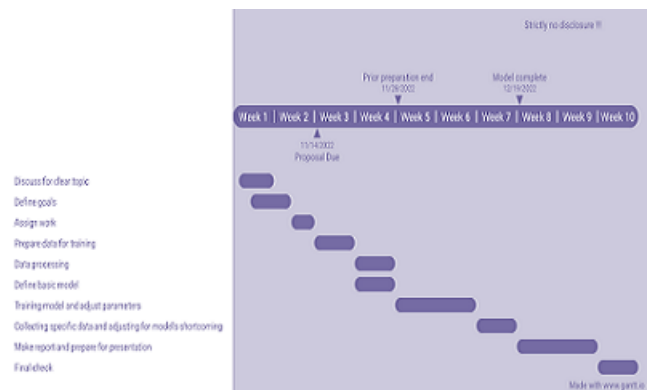 Strictly no disclosure !!!
Prior preparation end
11/28/2022
Model complete
12/19/2022
Week 1 | Week 2 | Week 3 | Week 4 | Week 5 | Week 6 | Week 7 | Week 8 | Week 9 | Week 10
11/14/2022
Proposal Due
Discuss for clear topic
Define goals
Assign work
Prepare data for training
Data processing
Define basic model
Training model and adjust parameters
Collecting specific data and adjusting for models shortcoming
Make report and prepare for presentation
Final check
Made with www.gantt.io